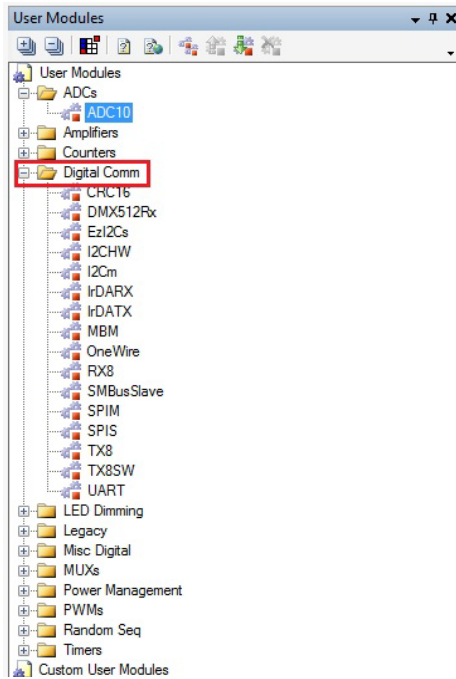 User Modules
User Modules
ADCs
ADC10
Amplifiers
Counters
Digital Comm
CRC16
DMX512Rx
EzI2Cs
I2CHW
I2Cm
IrDARX
IrDATX
MBM
OneWire
RX8
SMBusSlave
SPIM
SPIS
TX8
TX8SW
UART
LED Dimming
Legacy
Misc Digital
MUXs
Power Management
PWMs
Random Seq
Timers
Custom User Modules